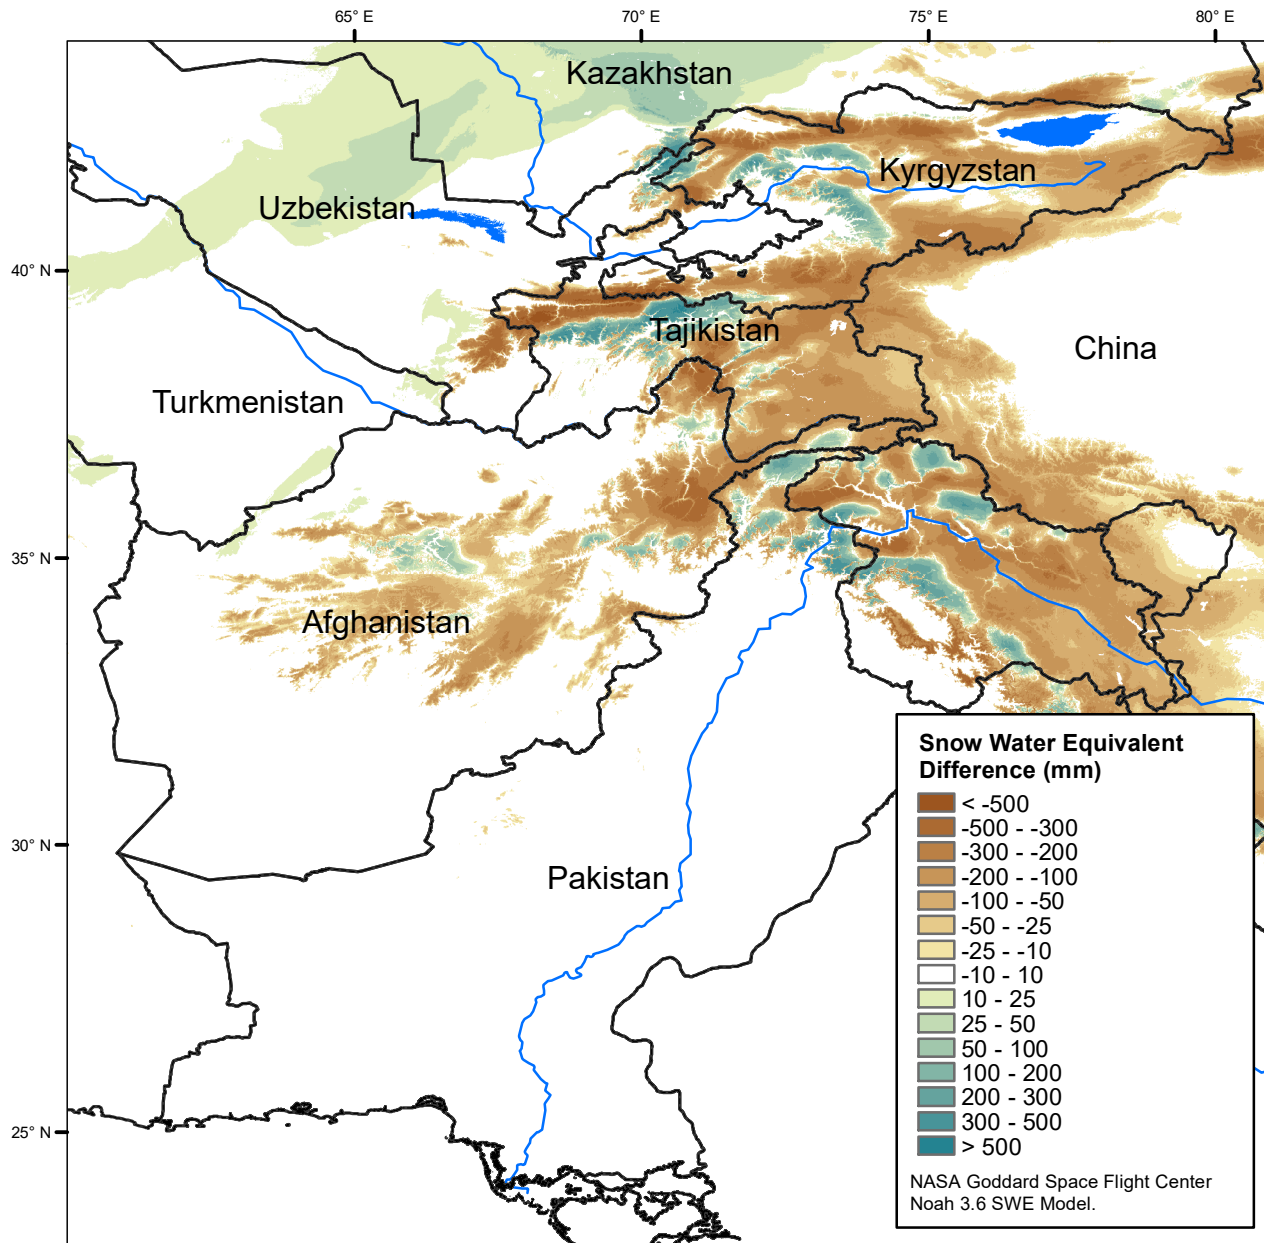 65° E
70° E
75° E
80° E
Kazakhstan
Kyrgyzstan
Uzbekistan
40° N
Tajikistan
China
Turkmenistan
35° N
Afghanistan
30° N
Pakistan
25° N
Snow Water Equivalent
Difference (mm)
< -500
-500 - -300
-300 - -200
-200 - -100
-100 - -50
-50 - -25
-25 - -10
-10 - 10
10 - 25
25 - 50
50 - 100
100 - 200
200 - 300
300 - 500
> 500
NASA Goddard Space Flight Center
Noah 3.6 SWE Model.